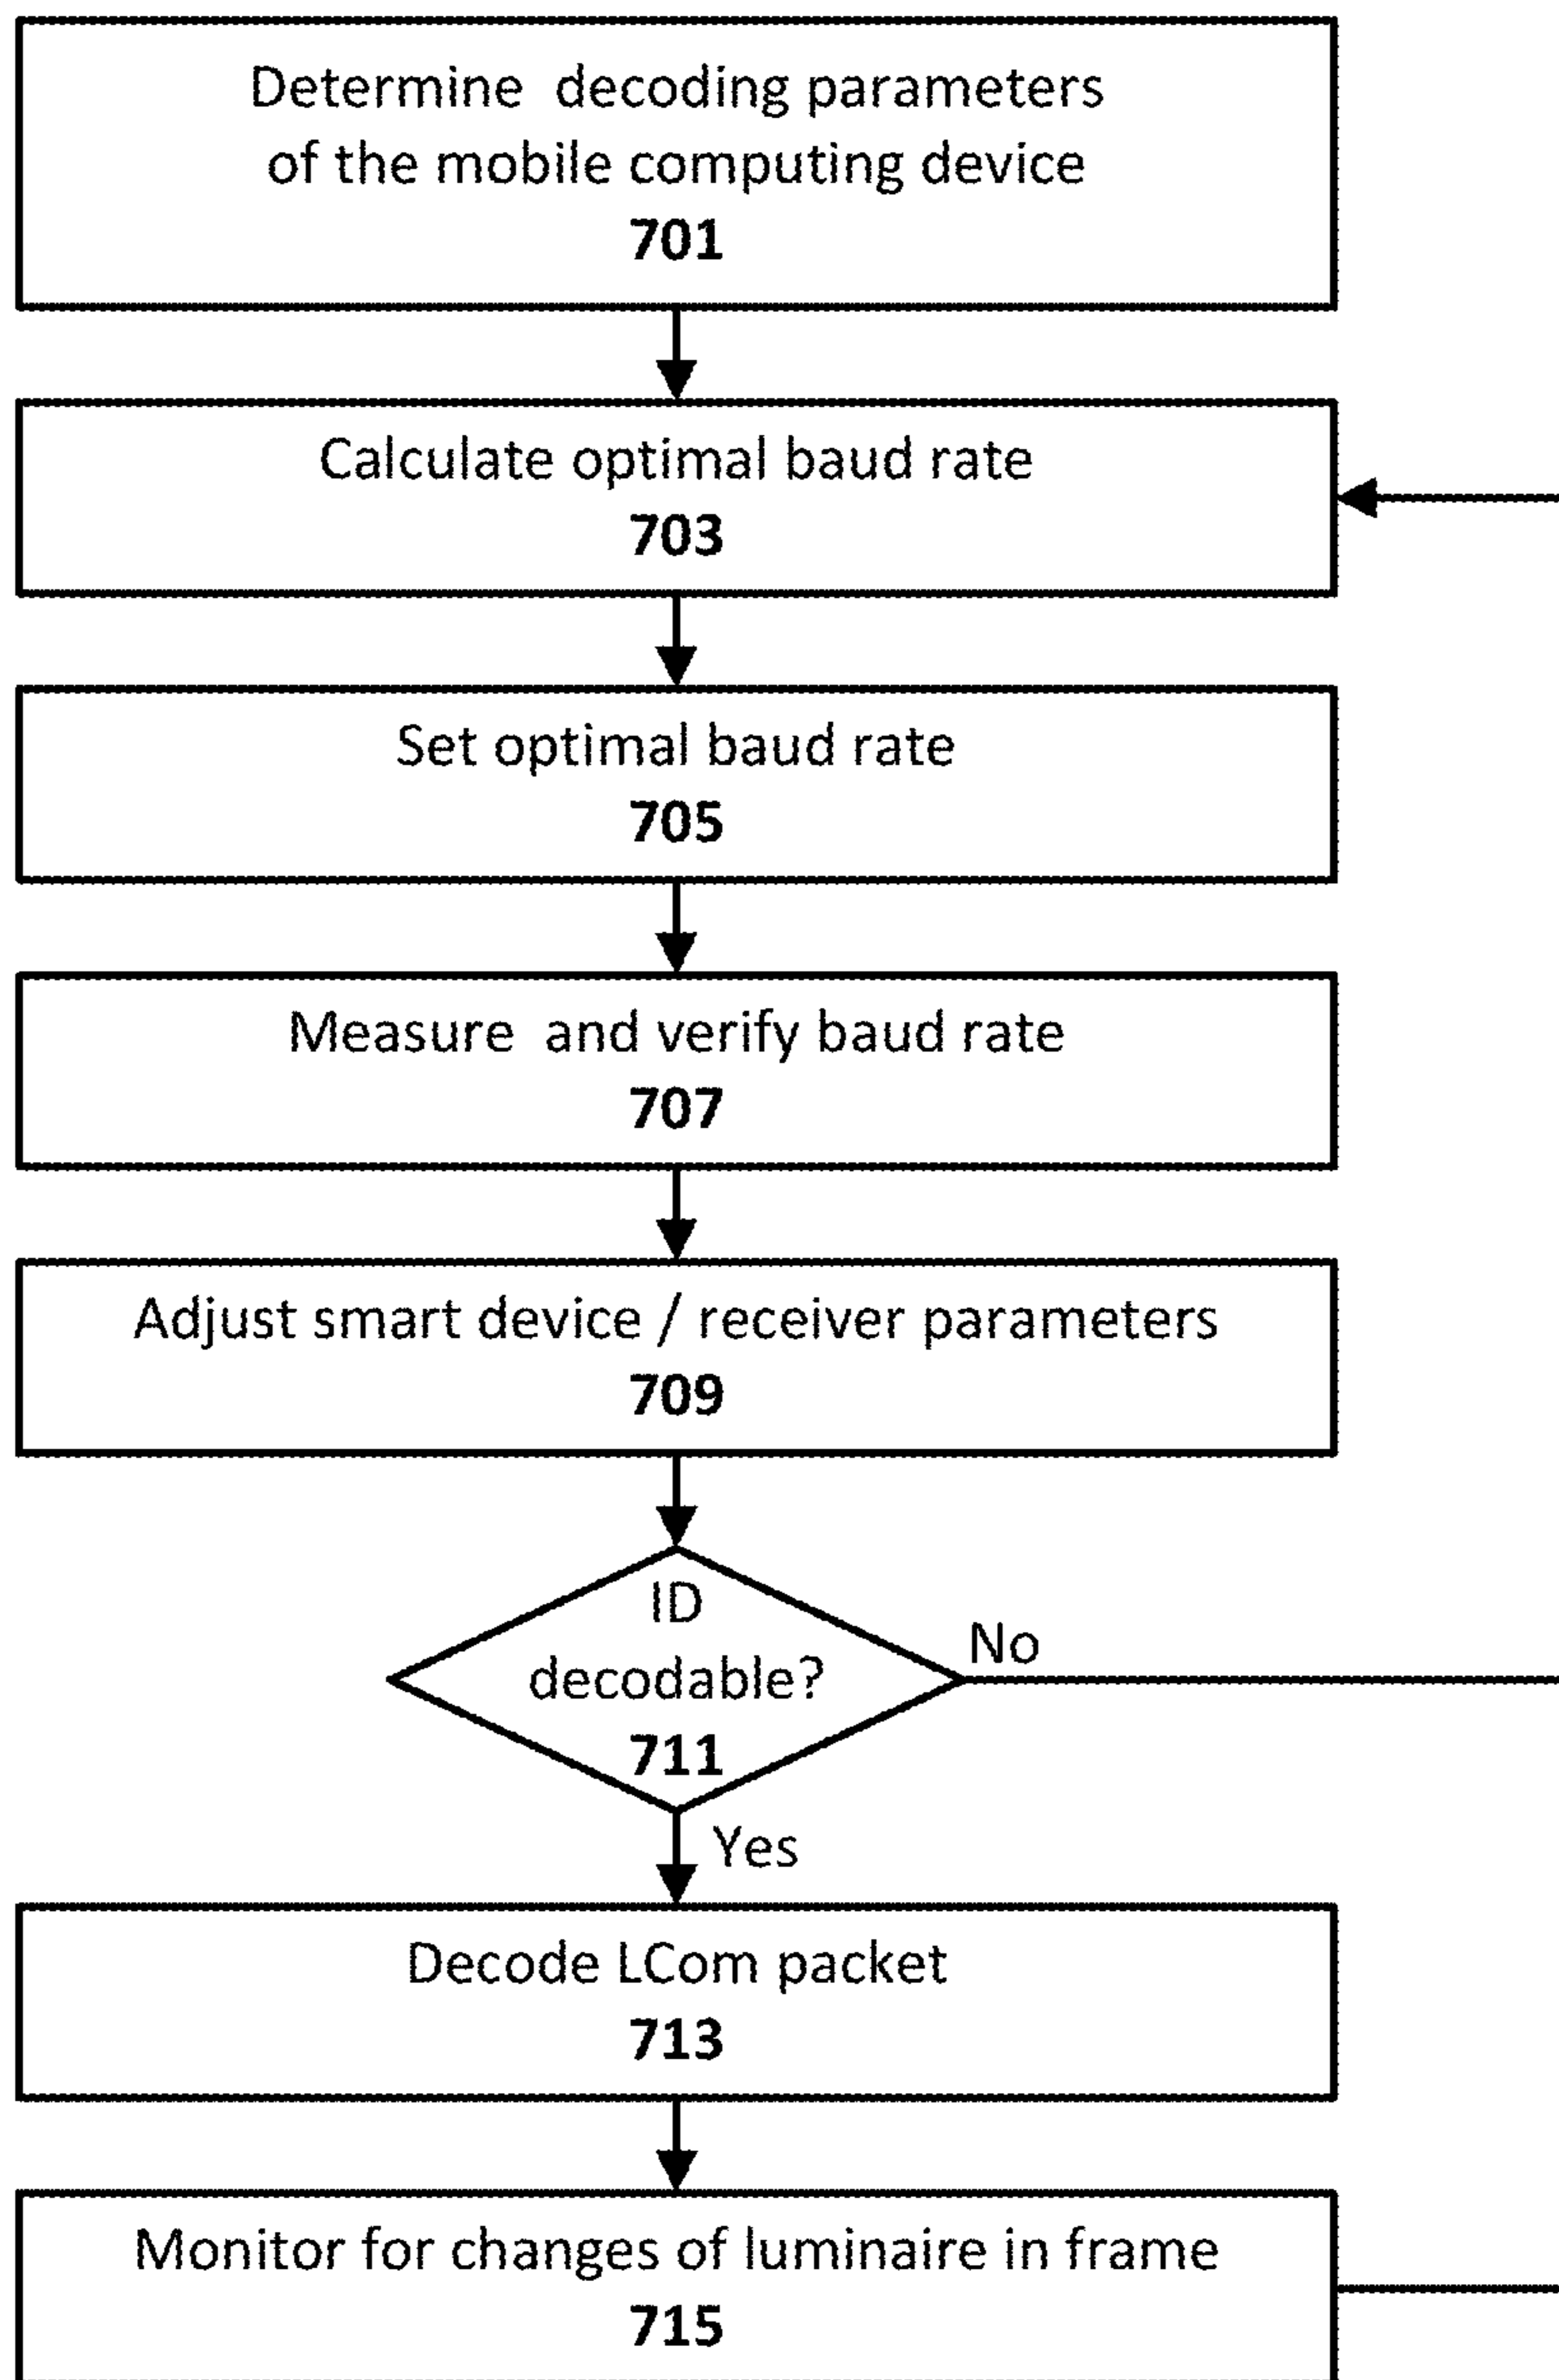 Determine decoding parameters
of the mobile computing device
701
Calculate optimal baud rate
703
Set optimal baud rate
705
Measure and verify baud rate
707
Adjust smart device / receiver parameters
709
ID
decodable?
711
No
Yes
Decode LCom packet
713
Monitor for changes of luminaire in frame
715